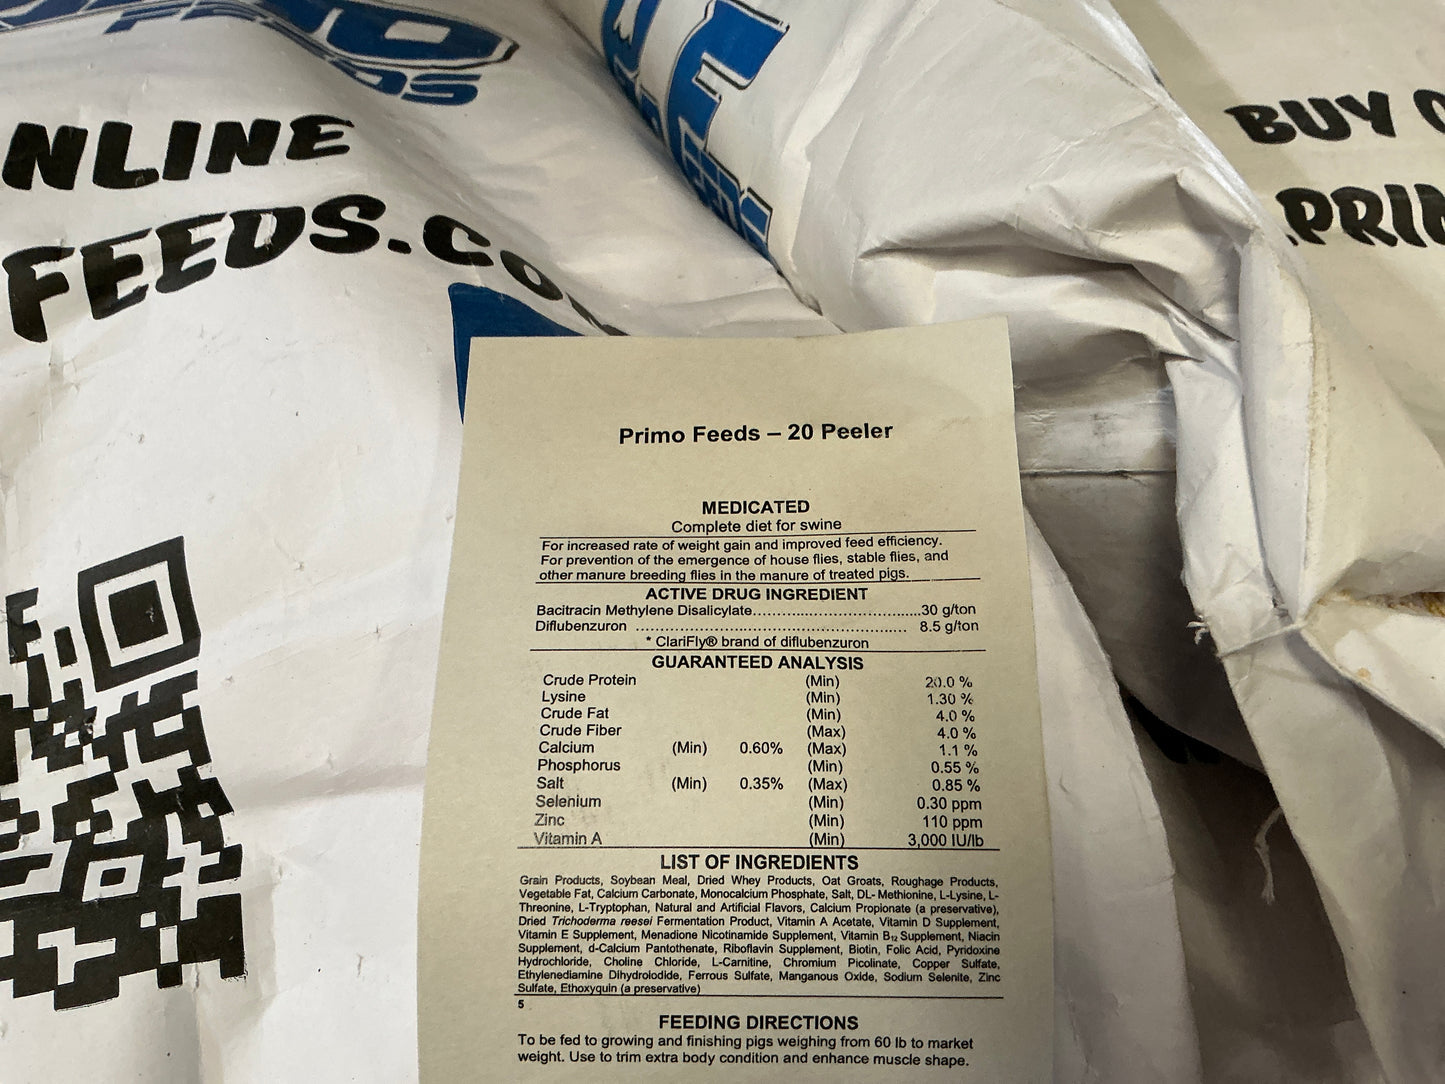 FEEDS
NLINE
FEEDS.CO
BUY
.PRI
Primo Feeds – 20 Peeler
MEDICATED
Complete diet for swine
For increased rate of weight gain and improved feed efficiency.
For prevention of the emergence of house flies, stable flies, and
other manure breeding flies in the manure of treated pigs.
ACTIVE DRUG INGREDIENT
Bacitracin Methylene Disalicylate..........................................30 g/ton
Diflubenzuron .................................................................. 8.5 g/ton
* ClariFly® brand of diflubenzuron
GUARANTEED ANALYSIS
Crude Protein (Min) 20.0 %
Lysine (Min) 1.30 %
Crude Fat (Min) 4.0 %
Crude Fiber (Max) 4.0 %
Calcium (Min) 0.60% (Max) 1.1 %
Phosphorus (Min) 0.55 %
Salt (Min) 0.35% (Max) 0.85 %
Selenium (Min) 0.30 ppm
Zinc (Min) 110 ppm
Vitamin A (Min) 3,000 IU/lb
LIST OF INGREDIENTS
Grain Products, Soybean Meal, Dried Whey Products, Oat Groats, Roughage Products,
Vegetable Fat, Calcium Carbonate, Monocalcium Phosphate, Salt, DL- Methionine, L-Lysine, L-
Threonine, L-Tryptophan, Natural and Artificial Flavors, Calcium Propionate (a preservative),
Dried Trichoderma reesei Fermentation Product, Vitamin A Acetate, Vitamin D Supplement,
Vitamin E Supplement, Menadione Nicotinamide Supplement, Vitamin B12 Supplement, Niacin
Supplement, d-Calcium Pantothenate, Riboflavin Supplement, Biotin, Folic Acid, Pyridoxine
Hydrochloride, Choline Chloride, L-Carnitine, Chromium Picolinate, Copper Sulfate,
Ethylenediamine Dihydroiodide, Ferrous Sulfate, Manganous Oxide, Sodium Selenite, Zinc
Sulfate, Ethoxyquin (a preservative)
5
FEEDING DIRECTIONS
To be fed to growing and finishing pigs weighing from 60 lb to market
weight. Use to trim extra body condition and enhance muscle shape.